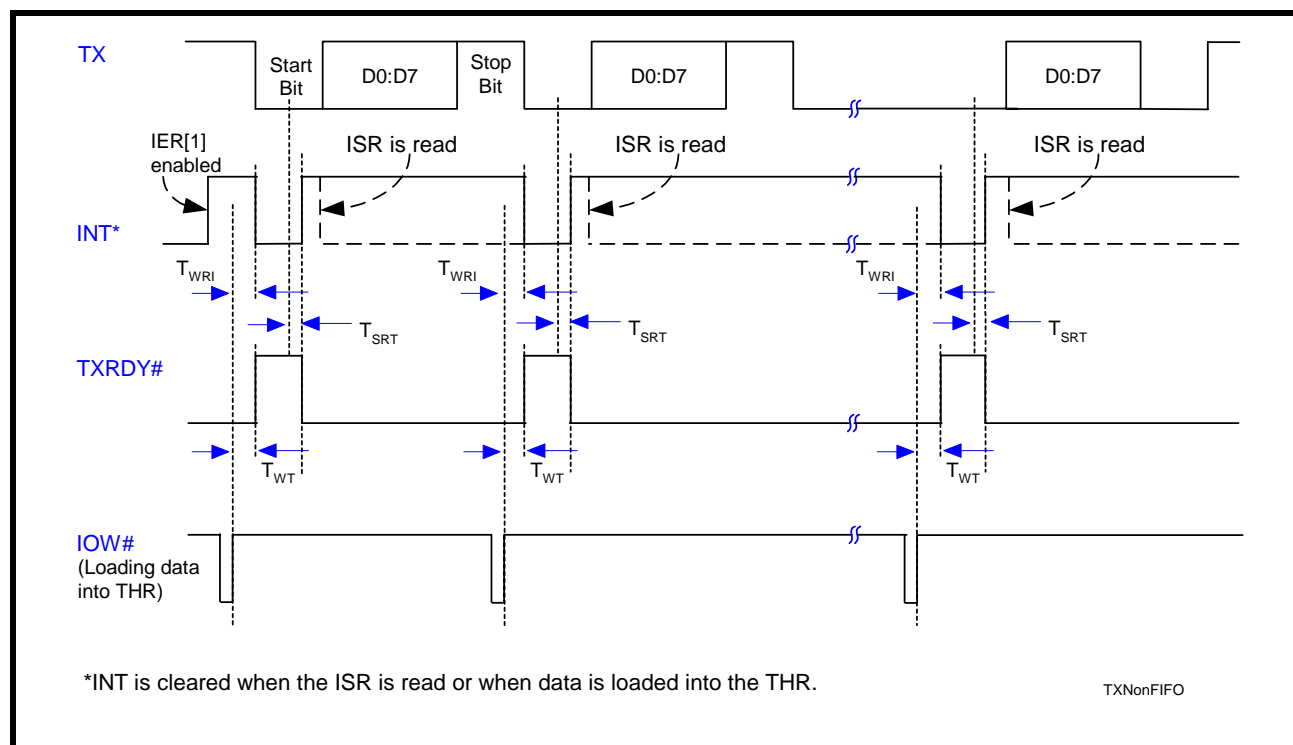 TX
Start
Bit
D0:D7
Stop
Bit
D0:D7
D0:D7
IER[1]
enabled
ISR is read
ISR is read
ISR is read
INT*
TWRI
TWRI
TWRI
TSRT
TSRT
TSRT
TXRDY#
TWT
TWT
TWT
IOW#
(Loading data
into THR)
*INT is cleared when the ISR is read or when data is loaded into the THR.
TXNonFIFO